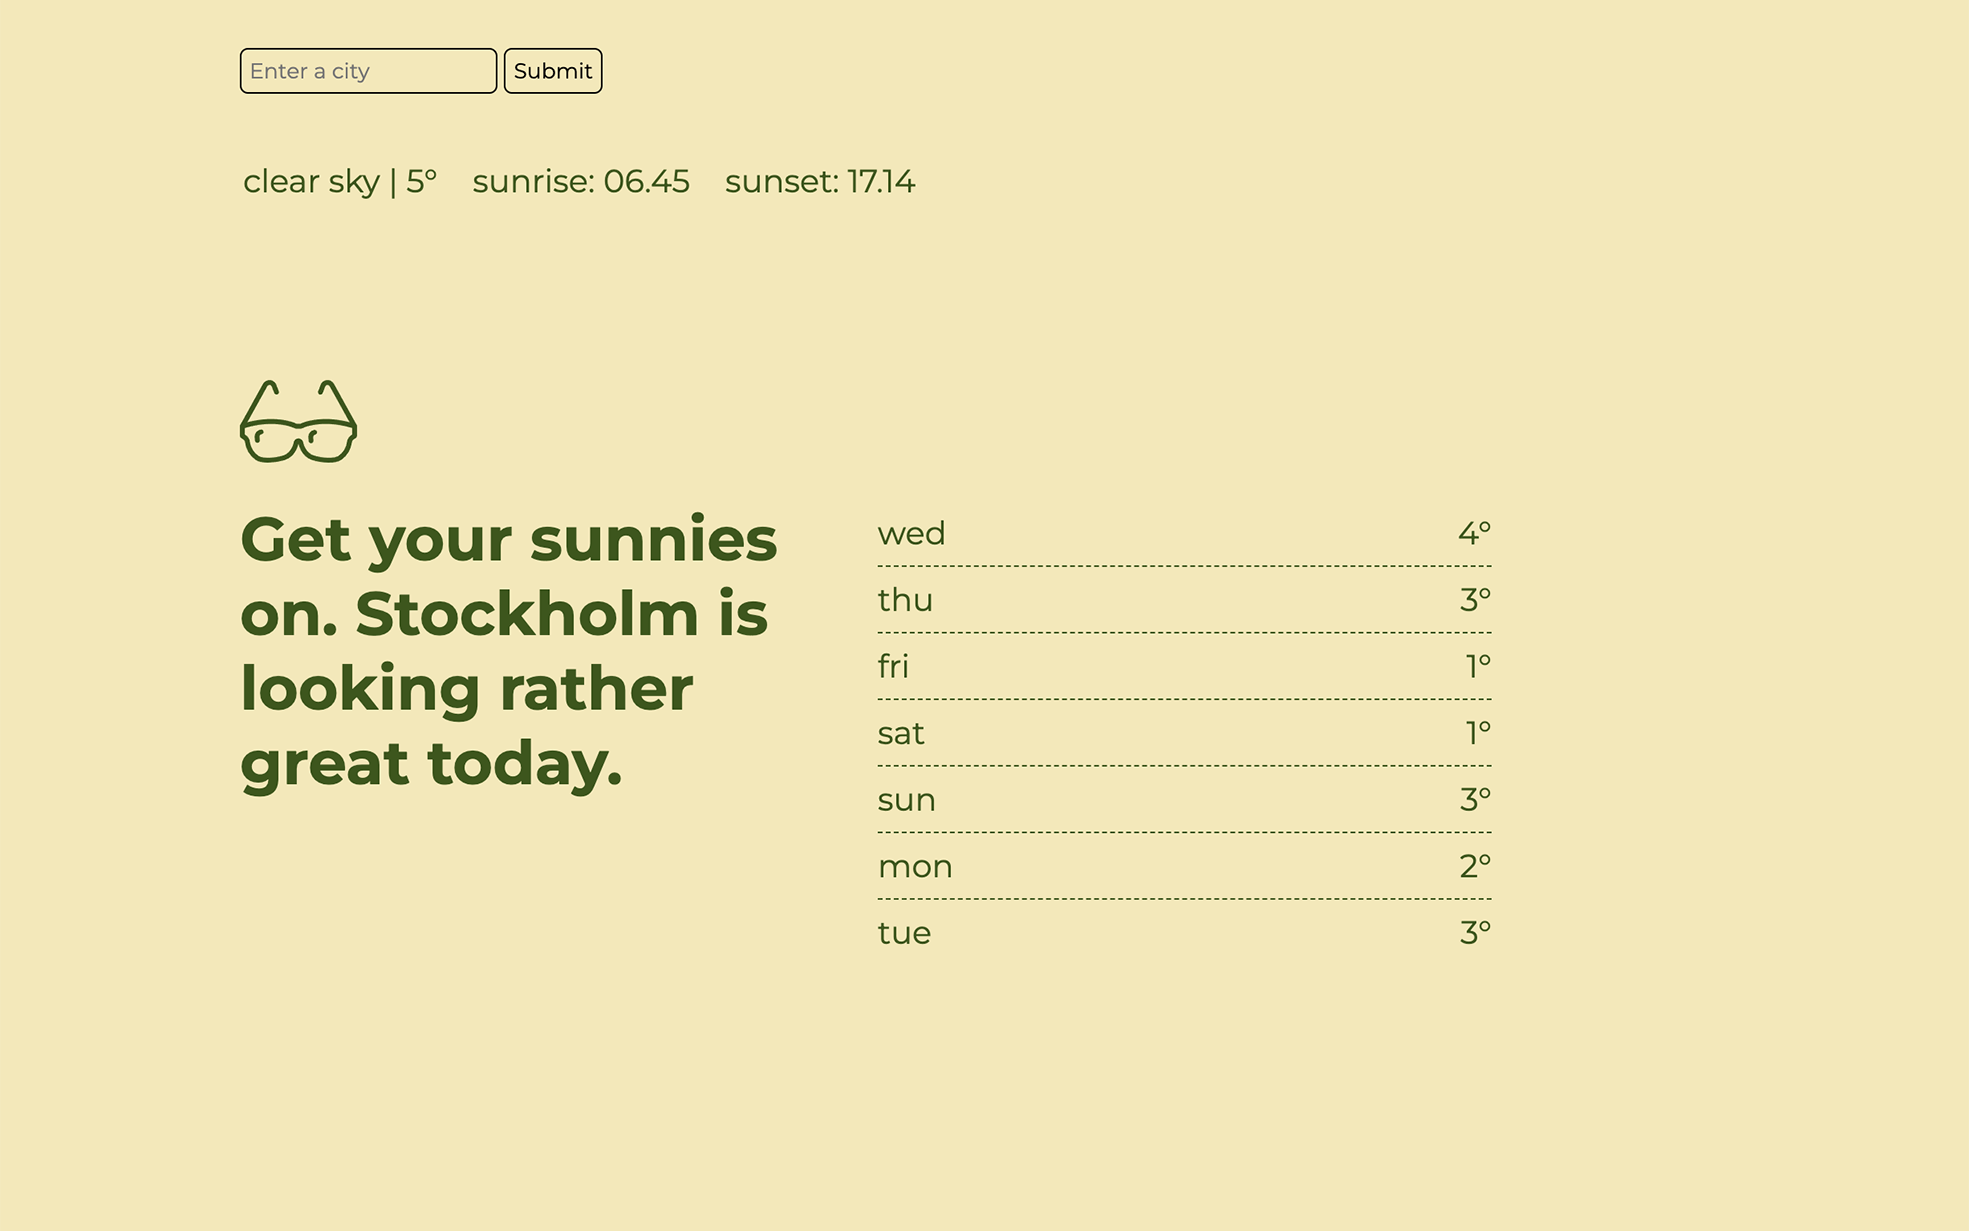 Enter a city Submit
clear sky | 5° sunrise: 06.45 sunset: 17.14
Get your sunnies
on. Stockholm is
looking rather
great today.
wed 4°
thu 3°
fri 1°
sat 1°
sun 3°
mon 2°
tue 3°